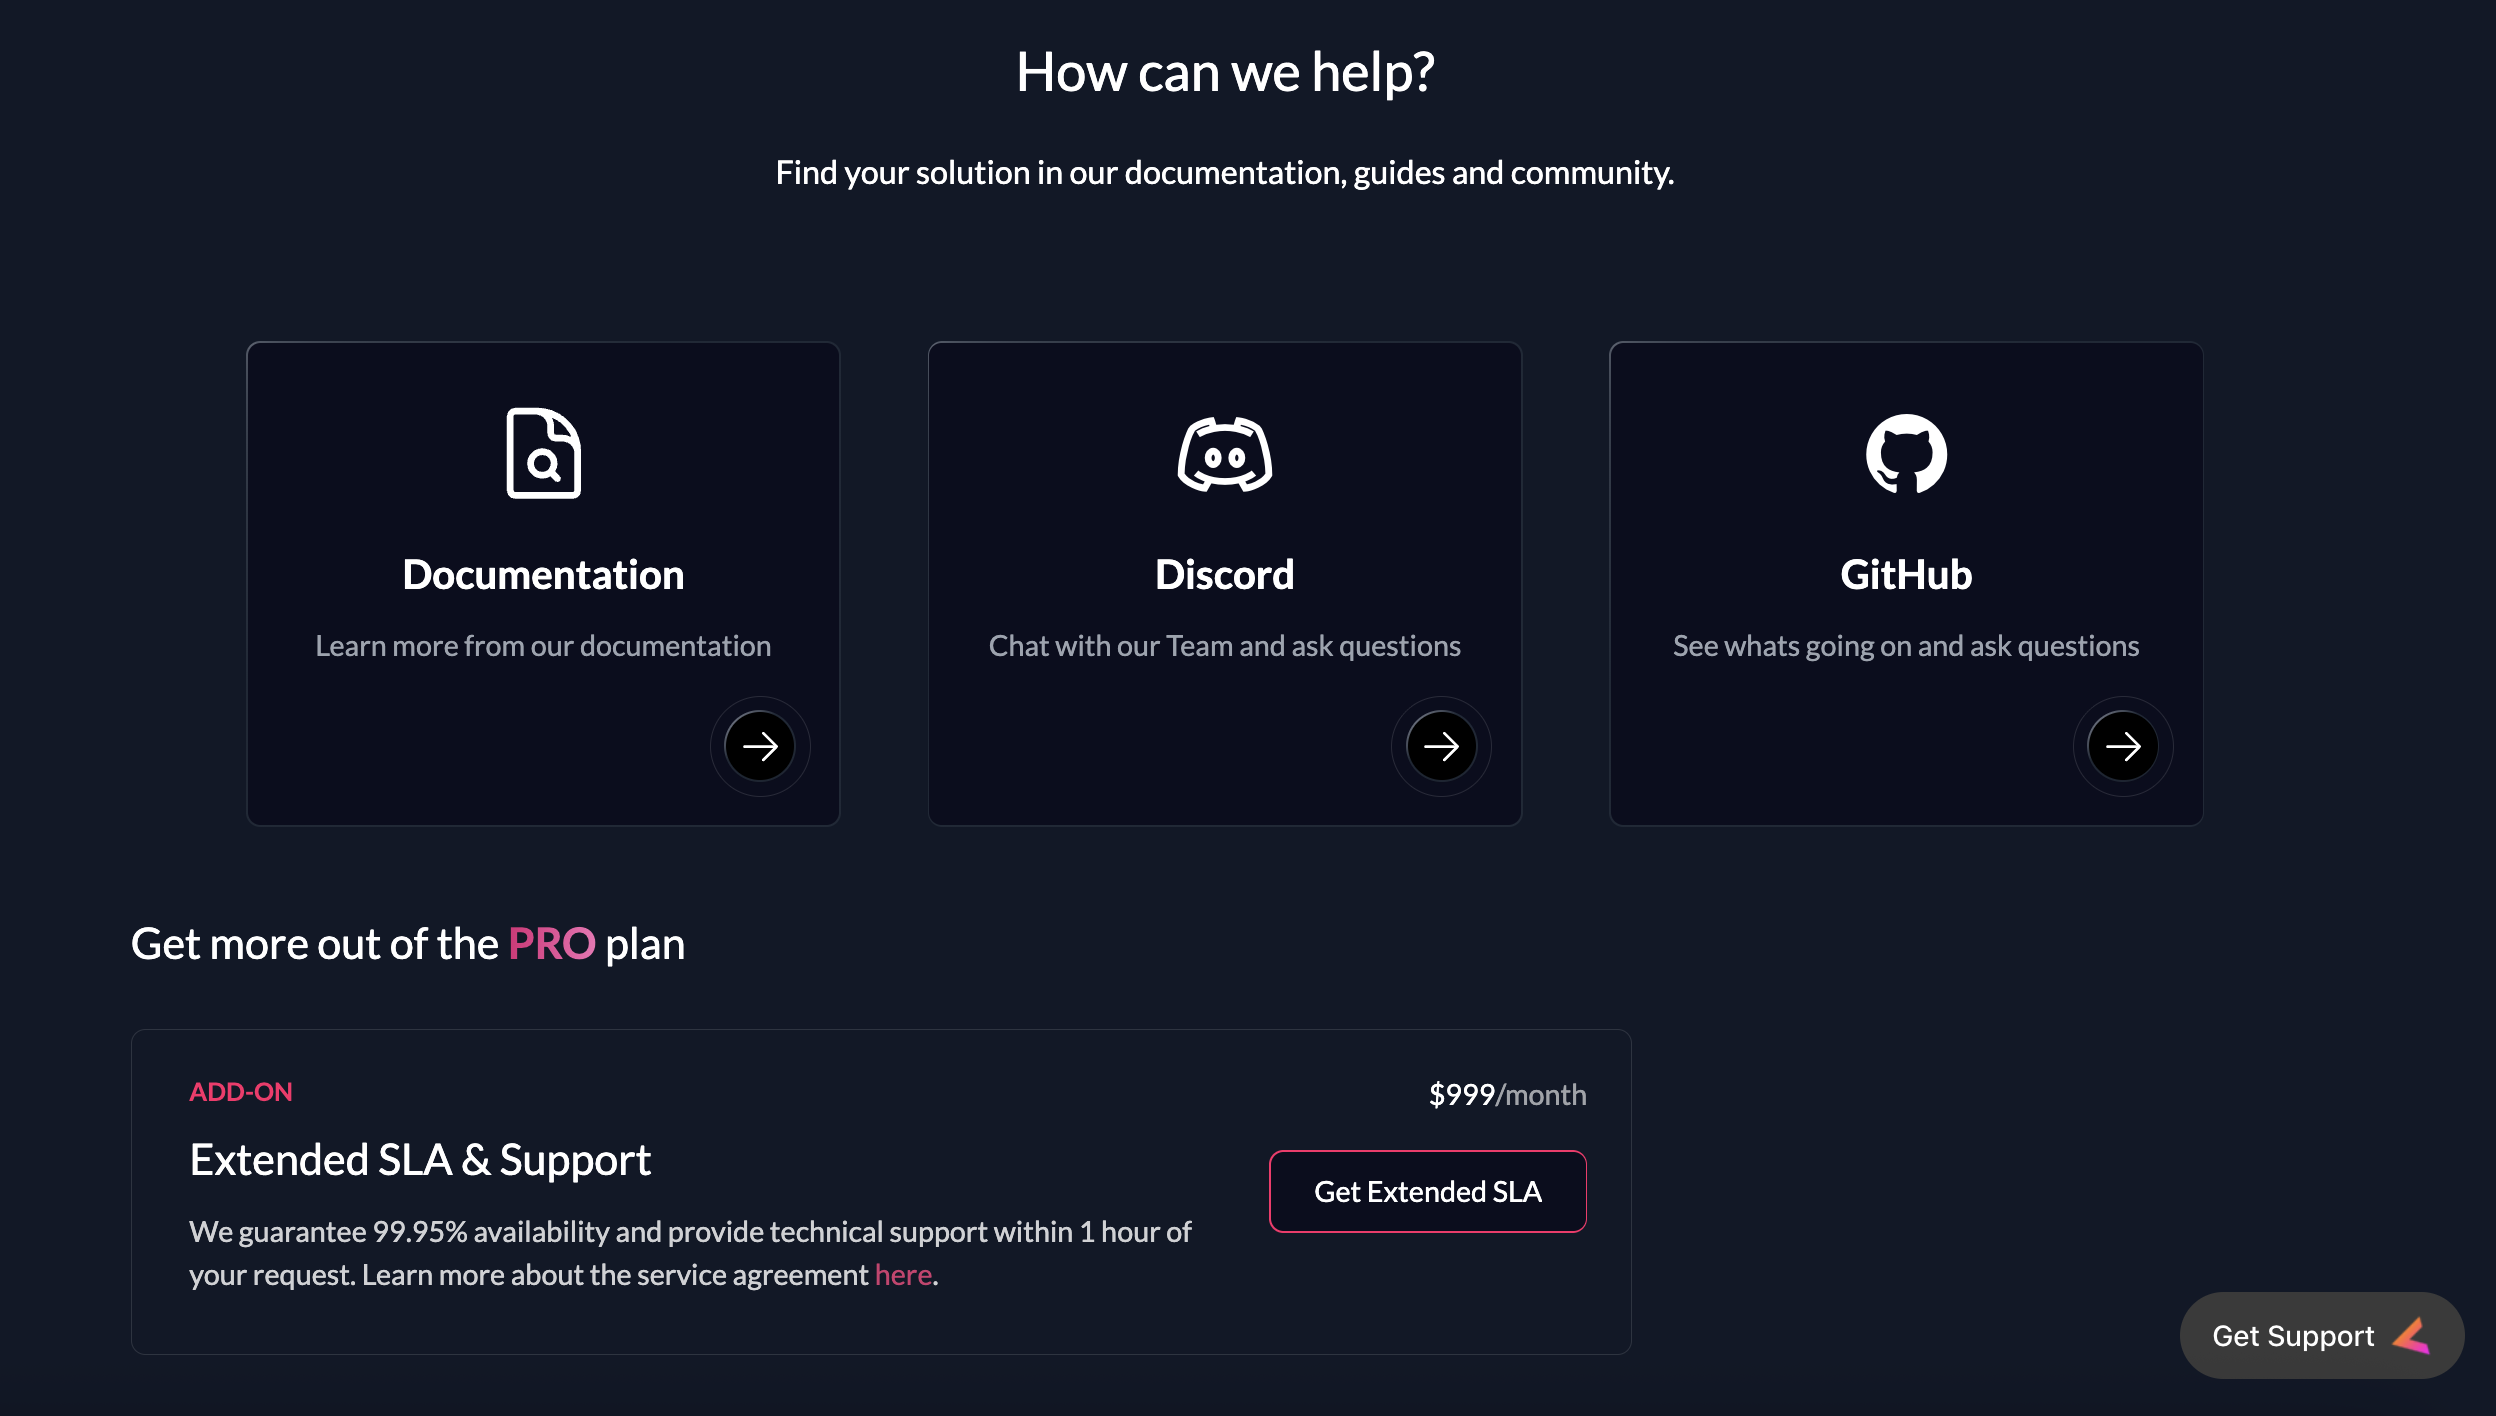 How can we help?
Find your solution in our documentation, guides and community.
Documentation
Learn more from our documentation
Discord
Chat with our Team and ask questions
GitHub
See whats going on and ask questions
Get more out of the PRO plan
ADD-ON
$999/month
Extended SLA & Support
Get Extended SLA
We guarantee 99.95% availability and provide technical support within 1 hour of
your request. Learn more about the service agreement here.
Get Support